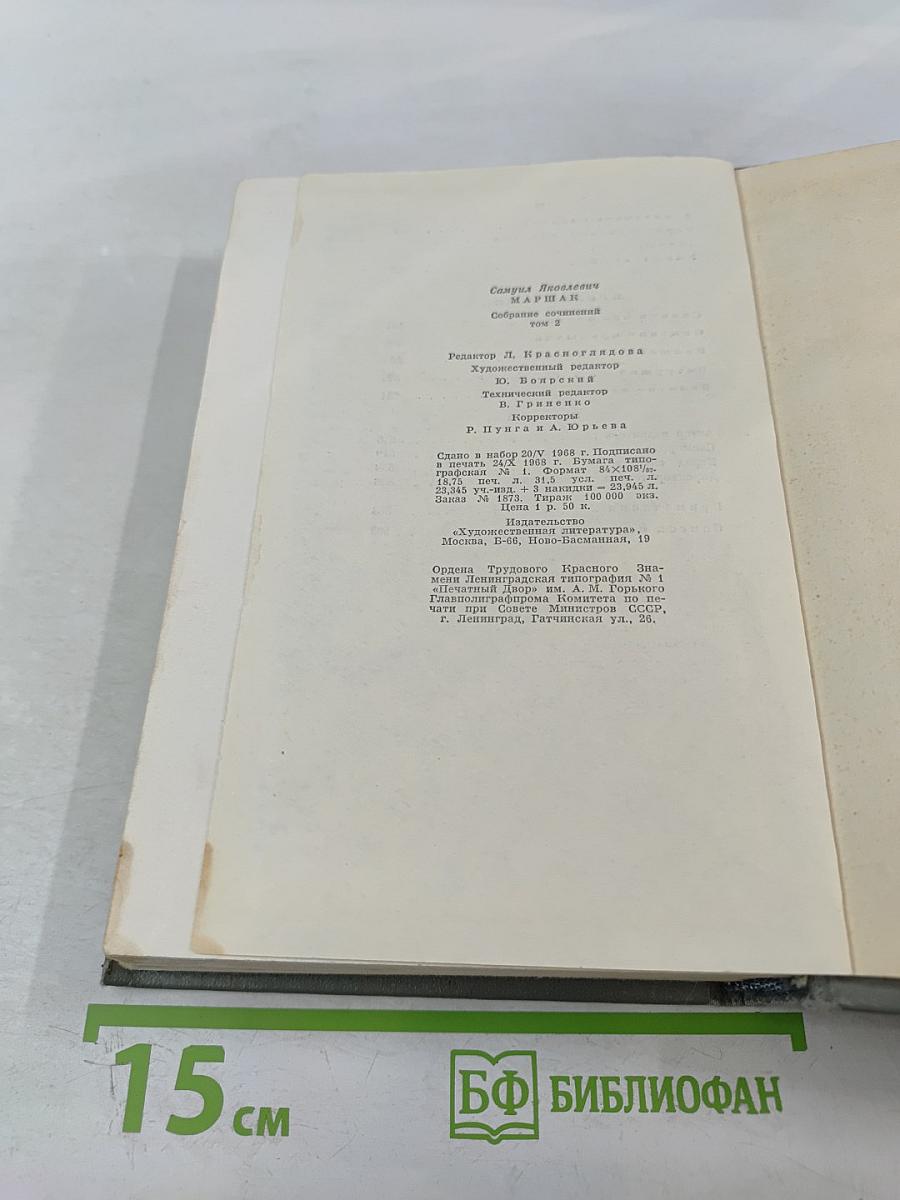 Самуил Яковлевич
МАРШАК
Собрание сочинений
том 2
Редактор Л. Красноглядова
Художественный редактор
Ю. Боярский
Технический редактор
В. Гриненко
Корректоры
Р. Пунга и А. Юрьева
Сдано в набор 20/V 1968 г. Подписано
в печать 24/X 1968 г. Бумага типо-
графская № 1. Формат 84×108¹/₃₂.
18,75 печ. л. 31,5 усл. печ. л.
23,345 уч.-изд. + 3 накидки = 23,945 л.
Заказ № 1873. Тираж 100 000 экз.
Цена 1 р. 50 к.
Издательство
«Художественная литература»,
Москва, Б-66, Ново-Басманная, 19
Ордена Трудового Красного Зна-
мени Ленинградская типография № 1
«Печатный Двор» им. А. М. Горького
Главполиграфпрома Комитета по пе-
чати при Совете Министров СССР,
г. Ленинград, Гатчинская ул., 26.
15 см
БФ БИБЛИОФАН